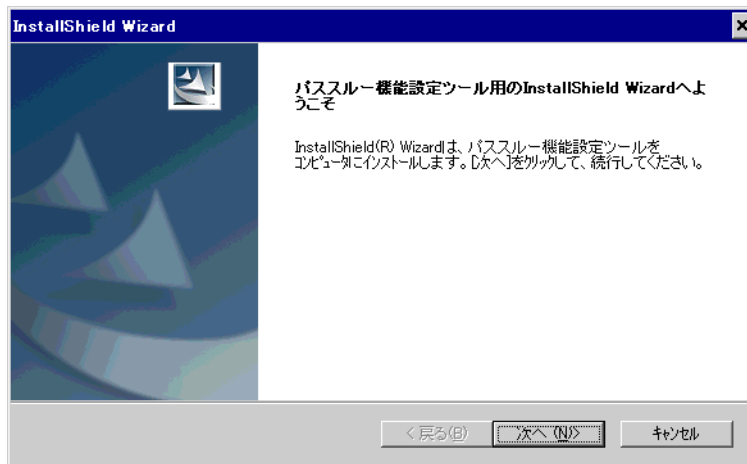 InstallShield Wizard
パススルー機能設定ツール用のInstallShield Wizardへよ
うこそ
InstallShield(R) Wizardは、パススルー機能設定ツールを
コンピュータにインストールします。[次へ]をクリックして、続行してください。
< 戻る(B)
次へ(N)>
キャンセル